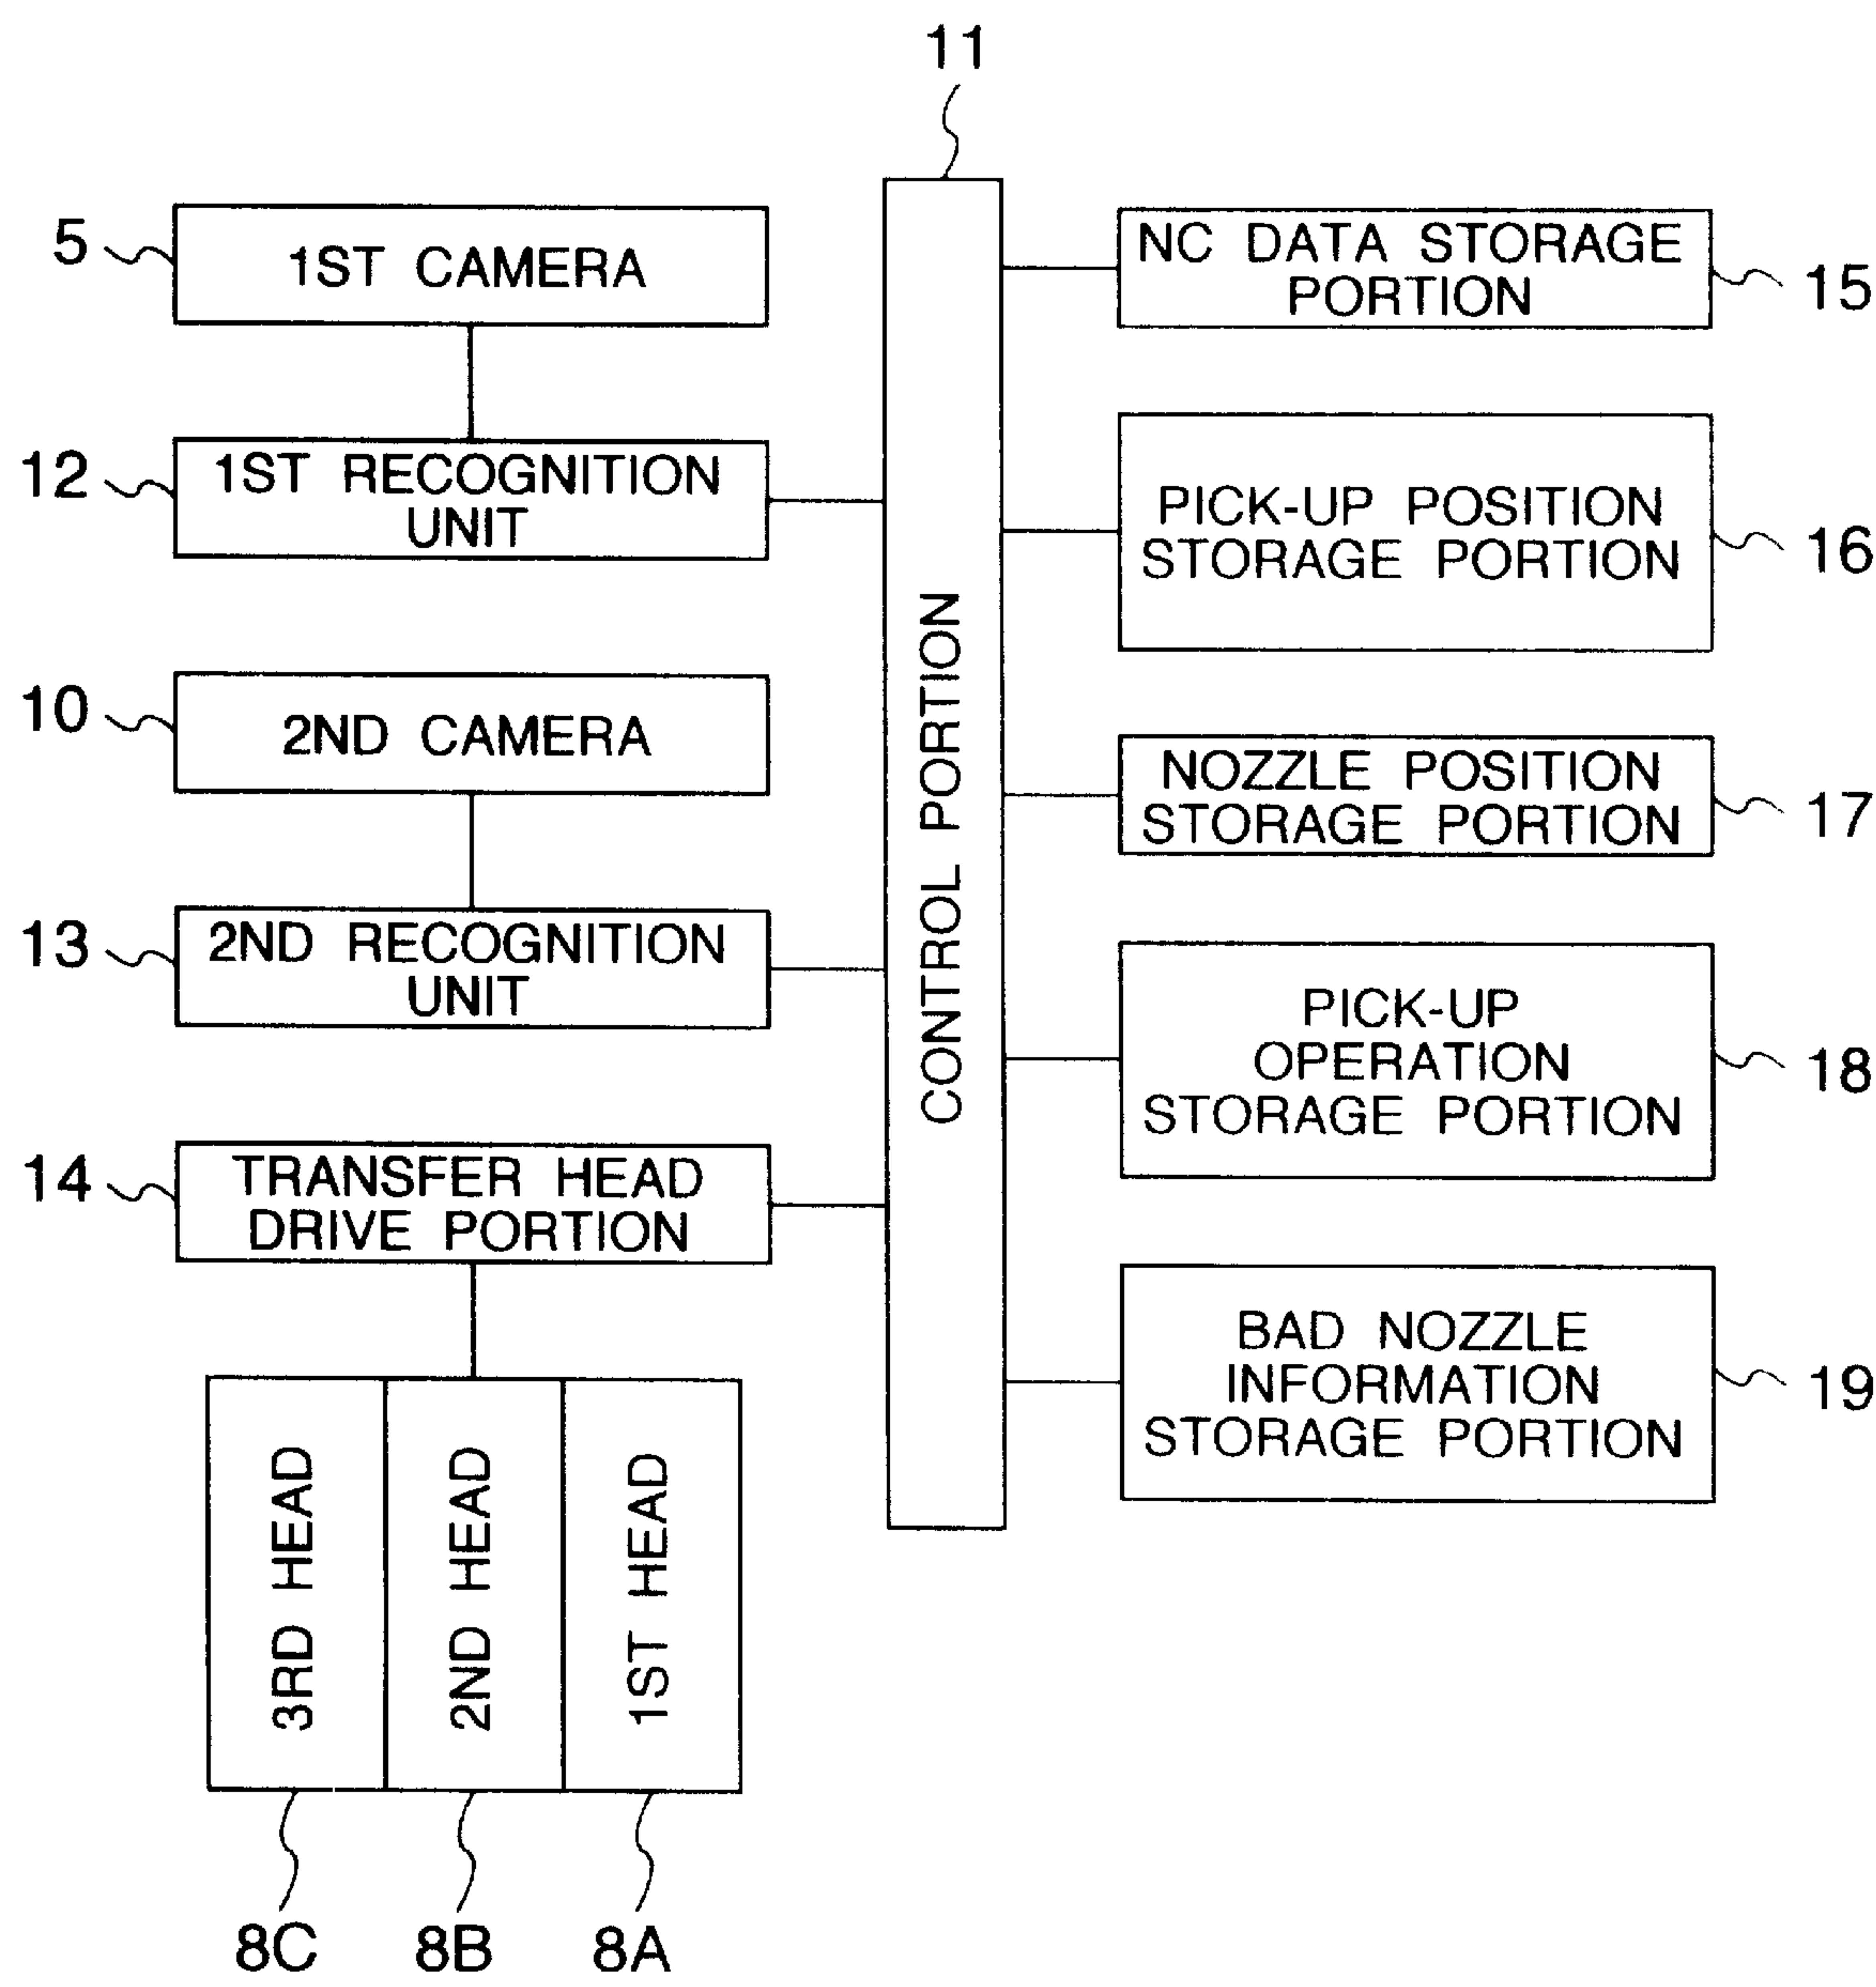 11
5
1ST CAMERA
12
1ST RECOGNITION
UNIT
10
2ND CAMERA
13
2ND RECOGNITION
UNIT
14
TRANSFER HEAD
DRIVE PORTION
3RD HEAD
2ND HEAD
1ST HEAD
8C
8B
8A
CONTROL PORTION
NC DATA STORAGE
PORTION
15
PICK-UP POSITION
STORAGE PORTION
16
NOZZLE POSITION
STORAGE PORTION
17
PICK-UP
OPERATION
STORAGE PORTION
18
BAD NOZZLE
INFORMATION
STORAGE PORTION
19